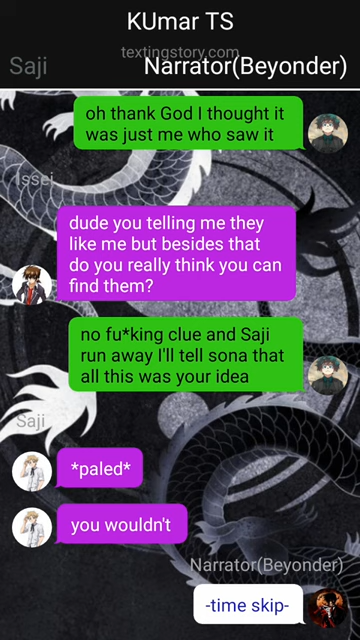 KUmar TS
textingstory.com
Saji
Narrator(Beyonder)
oh thank God I thought it
was just me who saw it
Issei
dude you telling me they
like me but besides that
do you really think you can
find them?
no fu*king clue and Saji
run away I'll tell sona that
all this was your idea
Saji
*paled*
you wouldn't
Narrator(Beyonder)
-time skip-